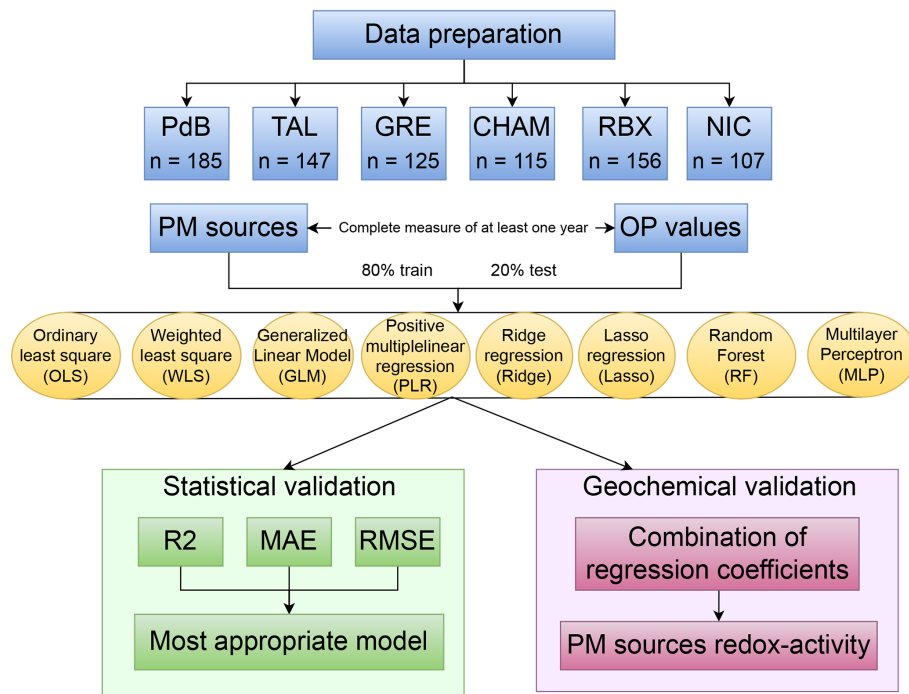 Data preparation
PdB
n = 185
TAL
n = 147
GRE
n = 125
CHAM
n = 115
RBX
n = 156
NIC
n = 107
PM sources
Complete measure of at least one year
OP values
80% train
20% test
Ordinary
least square
(OLS)
Weighted
least square
(WLS)
Generalized
Linear Model
(GLM)
Positive
multiplelinear
regression
(PLR)
Ridge
regression
(Ridge)
Lasso
regression
(Lasso)
Random
Forest
(RF)
Multilayer
Perceptron
(MLP)
Statistical validation
R2
MAE
RMSE
Most appropriate model
Geochemical validation
Combination of
regression coefficients
PM sources redox-activity